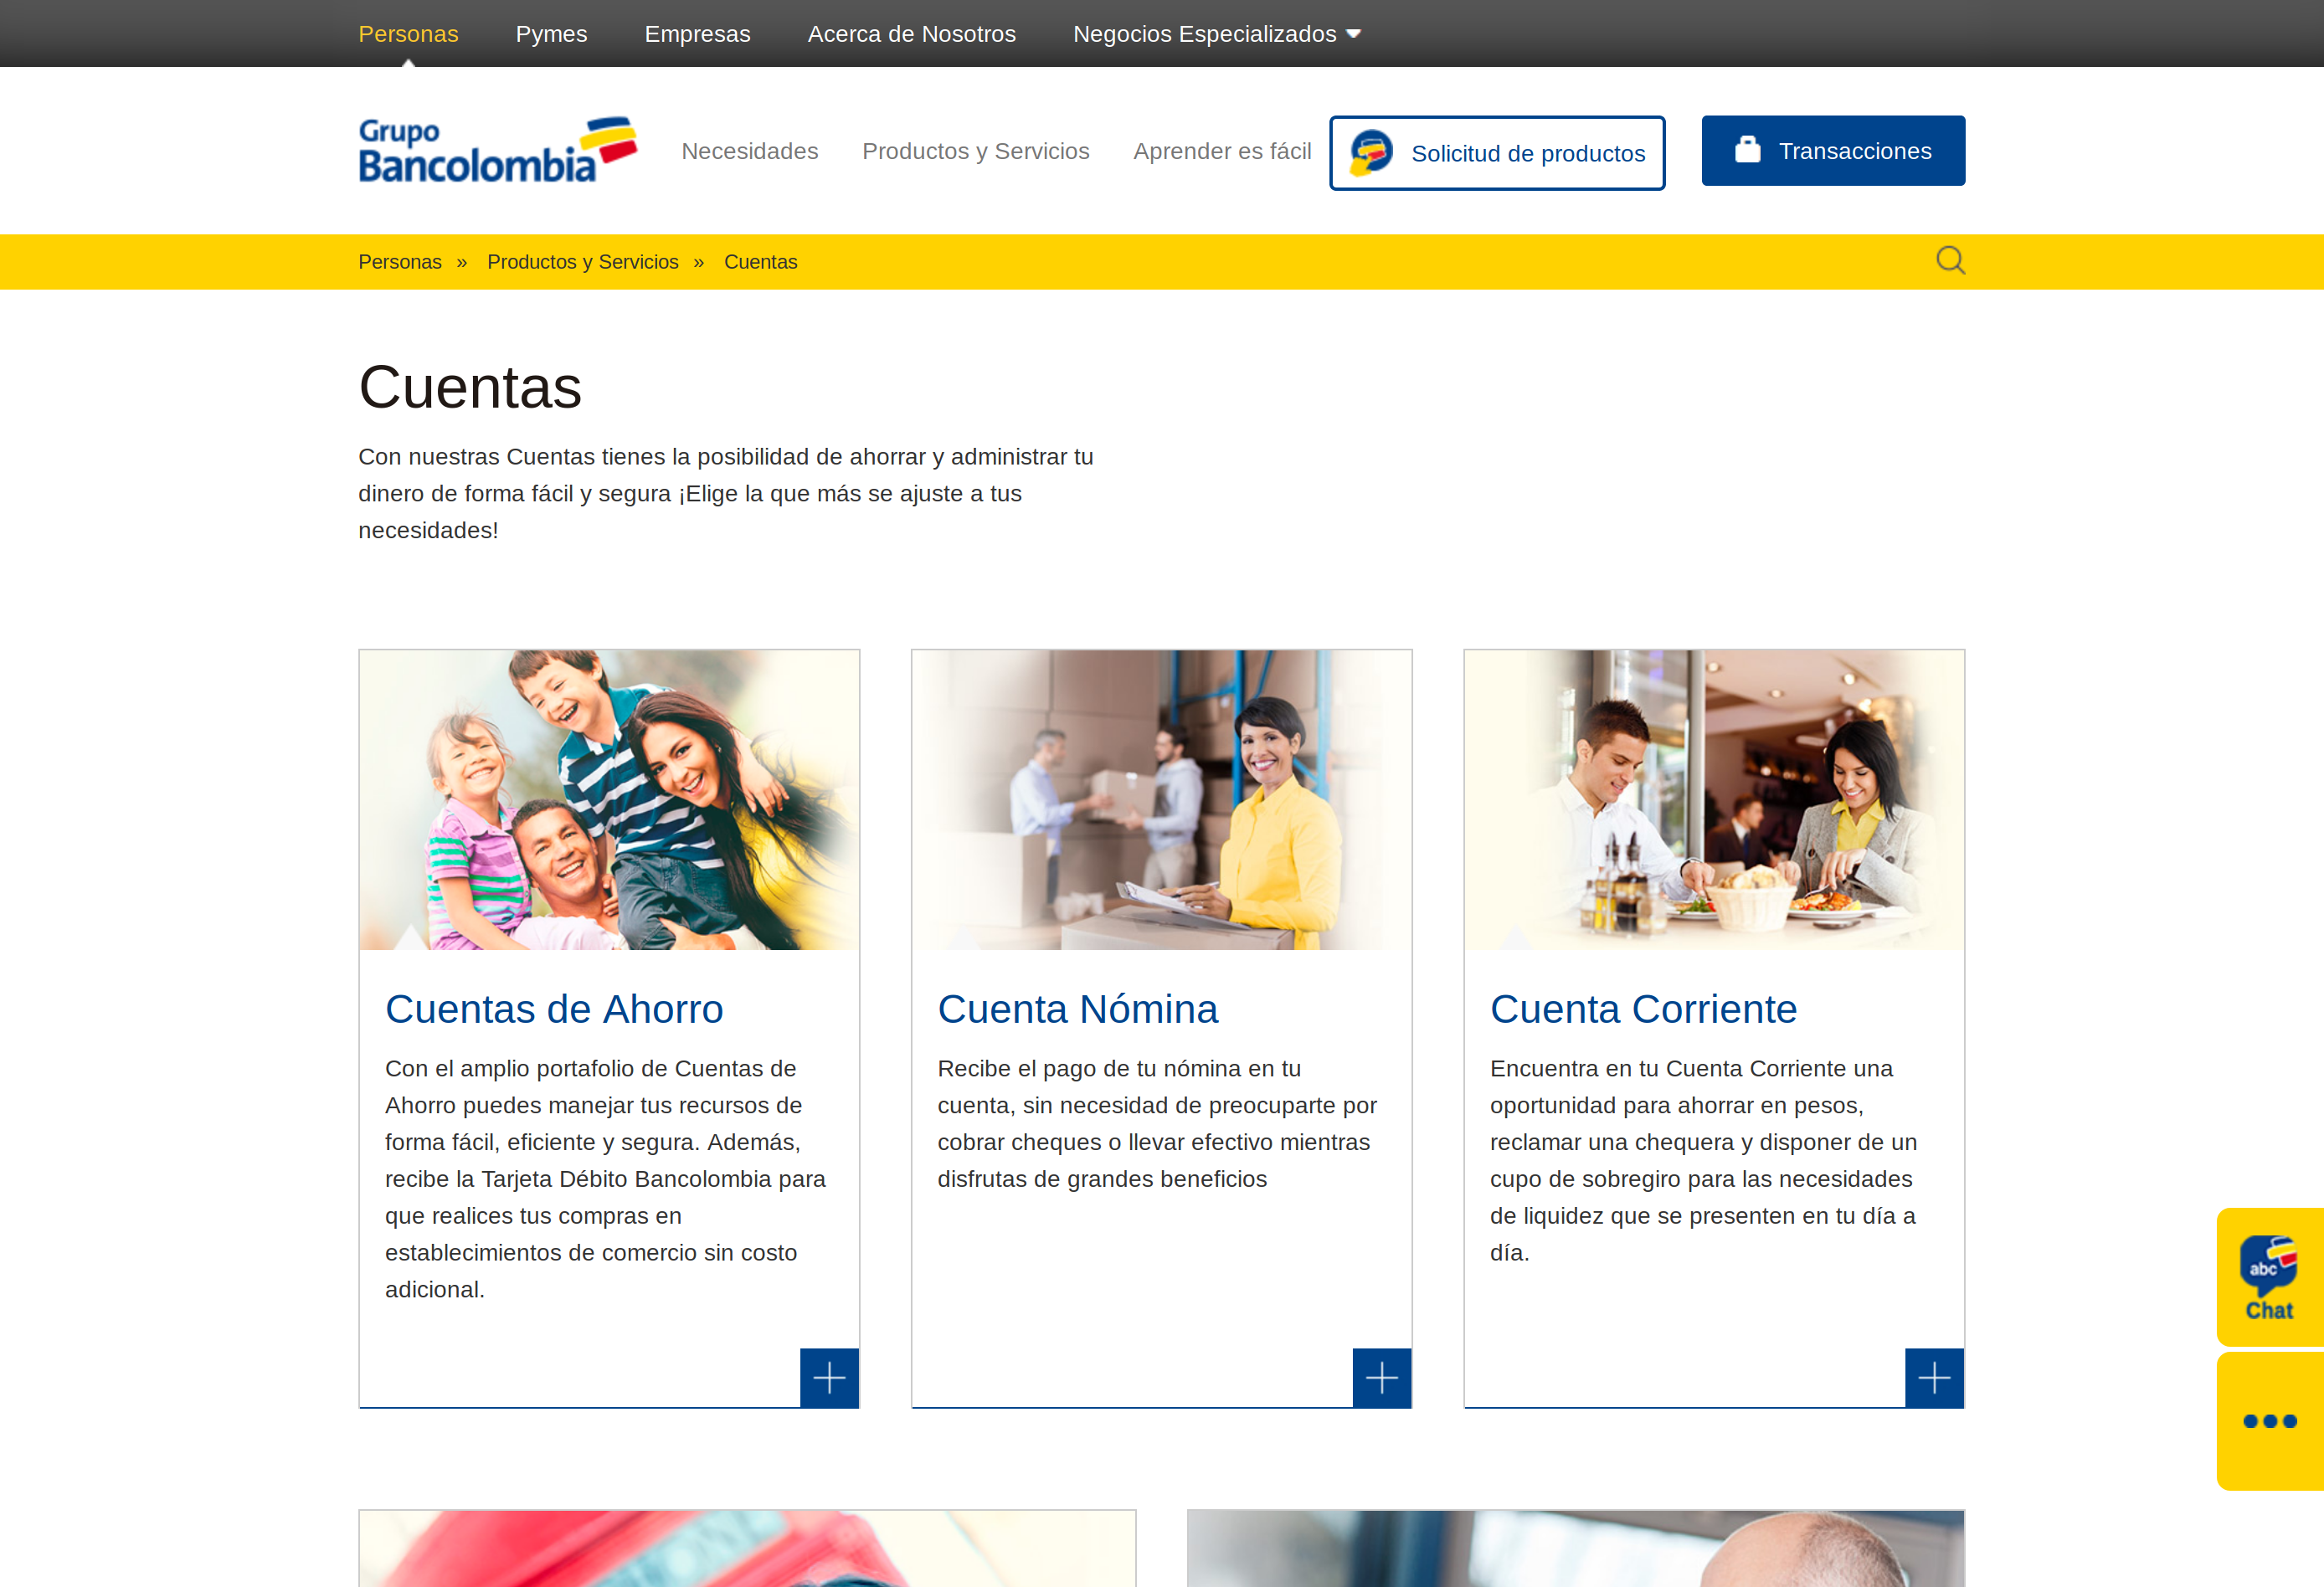 Personas Pymes Empresas Acerca de Nosotros Negocios Especializados
Grupo
Bancolombia
Necesidades Productos y Servicios Aprender es fácil Solicitud de productos Transacciones
Personas » Productos y Servicios » Cuentas
Cuentas
Con nuestras Cuentas tienes la posibilidad de ahorrar y administrar tu
dinero de forma fácil y segura ¡Elige la que más se ajuste a tus
necesidades!
Cuentas de Ahorro
Con el amplio portafolio de Cuentas de
Ahorro puedes manejar tus recursos de
forma fácil, eficiente y segura. Además,
recibe la Tarjeta Débito Bancolombia para
que realices tus compras en
establecimientos de comercio sin costo
adicional.
Cuenta Nómina
Recibe el pago de tu nómina en tu
cuenta, sin necesidad de preocuparte por
cobrar cheques o llevar efectivo mientras
disfrutas de grandes beneficios
Cuenta Corriente
Encuentra en tu Cuenta Corriente una
oportunidad para ahorrar en pesos,
reclamar una chequera y disponer de un
cupo de sobregiro para las necesidades
de liquidez que se presenten en tu día a
día.
abc
Chat